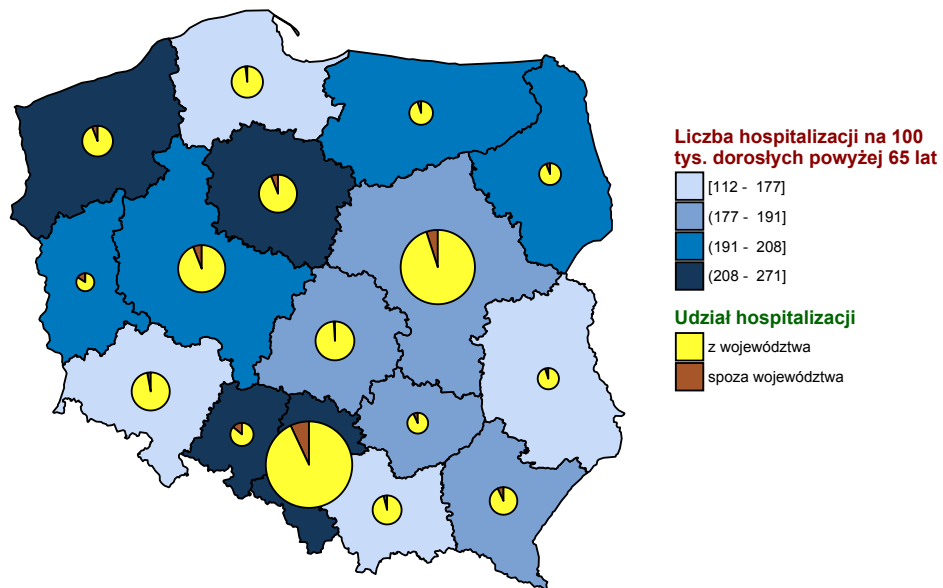 Liczba hospitalizacji na 100
tys. dorosłych powyżej 65 lat
[112 - 177]
(177 - 191]
(191 - 208]
(208 - 271]
Udział hospitalizacji
z województwa
spoza województwa